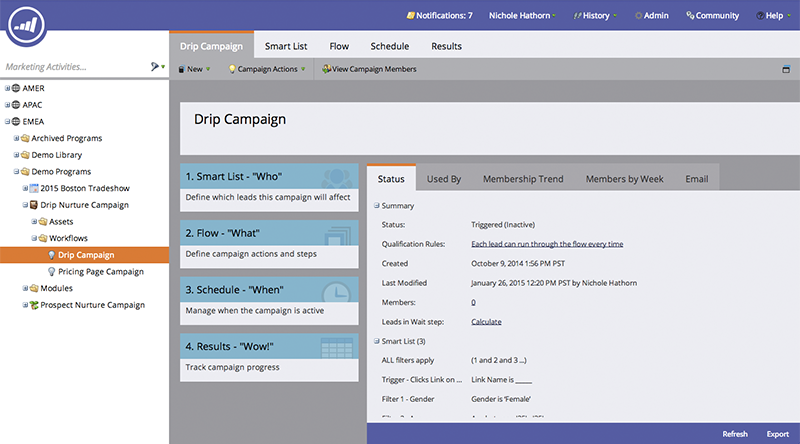 Notifications: 7 Nichole Hathorn History Admin Community Help
Marketing Activities...
Drip Campaign Smart List Flow Schedule Results
New Campaign Actions View Campaign Members
AMER
APAC
EMEA
Archived Programs
Demo Library
Demo Programs
2015 Boston Tradeshow
Drip Nurture Campaign
Assets
Workflows
Drip Campaign
Pricing Page Campaign
Modules
Prospect Nurture Campaign
Drip Campaign
1. Smart List - "Who"
Define which leads this campaign will affect
2. Flow - "What"
Define campaign actions and steps
3. Schedule - "When"
Manage when the campaign is active
4. Results - "Wow!"
Track campaign progress
Status Used By Membership Trend Members by Week Email
Summary
Status: Triggered (Inactive)
Qualification Rules: Each lead can run through the flow every time
Created October 9, 2014 1:56 PM PST
Last Modified January 26, 2015 12:20 PM PST by Nichole Hathorn
Members: 0
Leads in Wait step: Calculate
Smart List (3)
ALL filters apply (1 and 2 and 3 ...)
Trigger - Clicks Link on ... Link Name is _____
Filter 1 - Gender Gender is 'Female'
Refresh Export